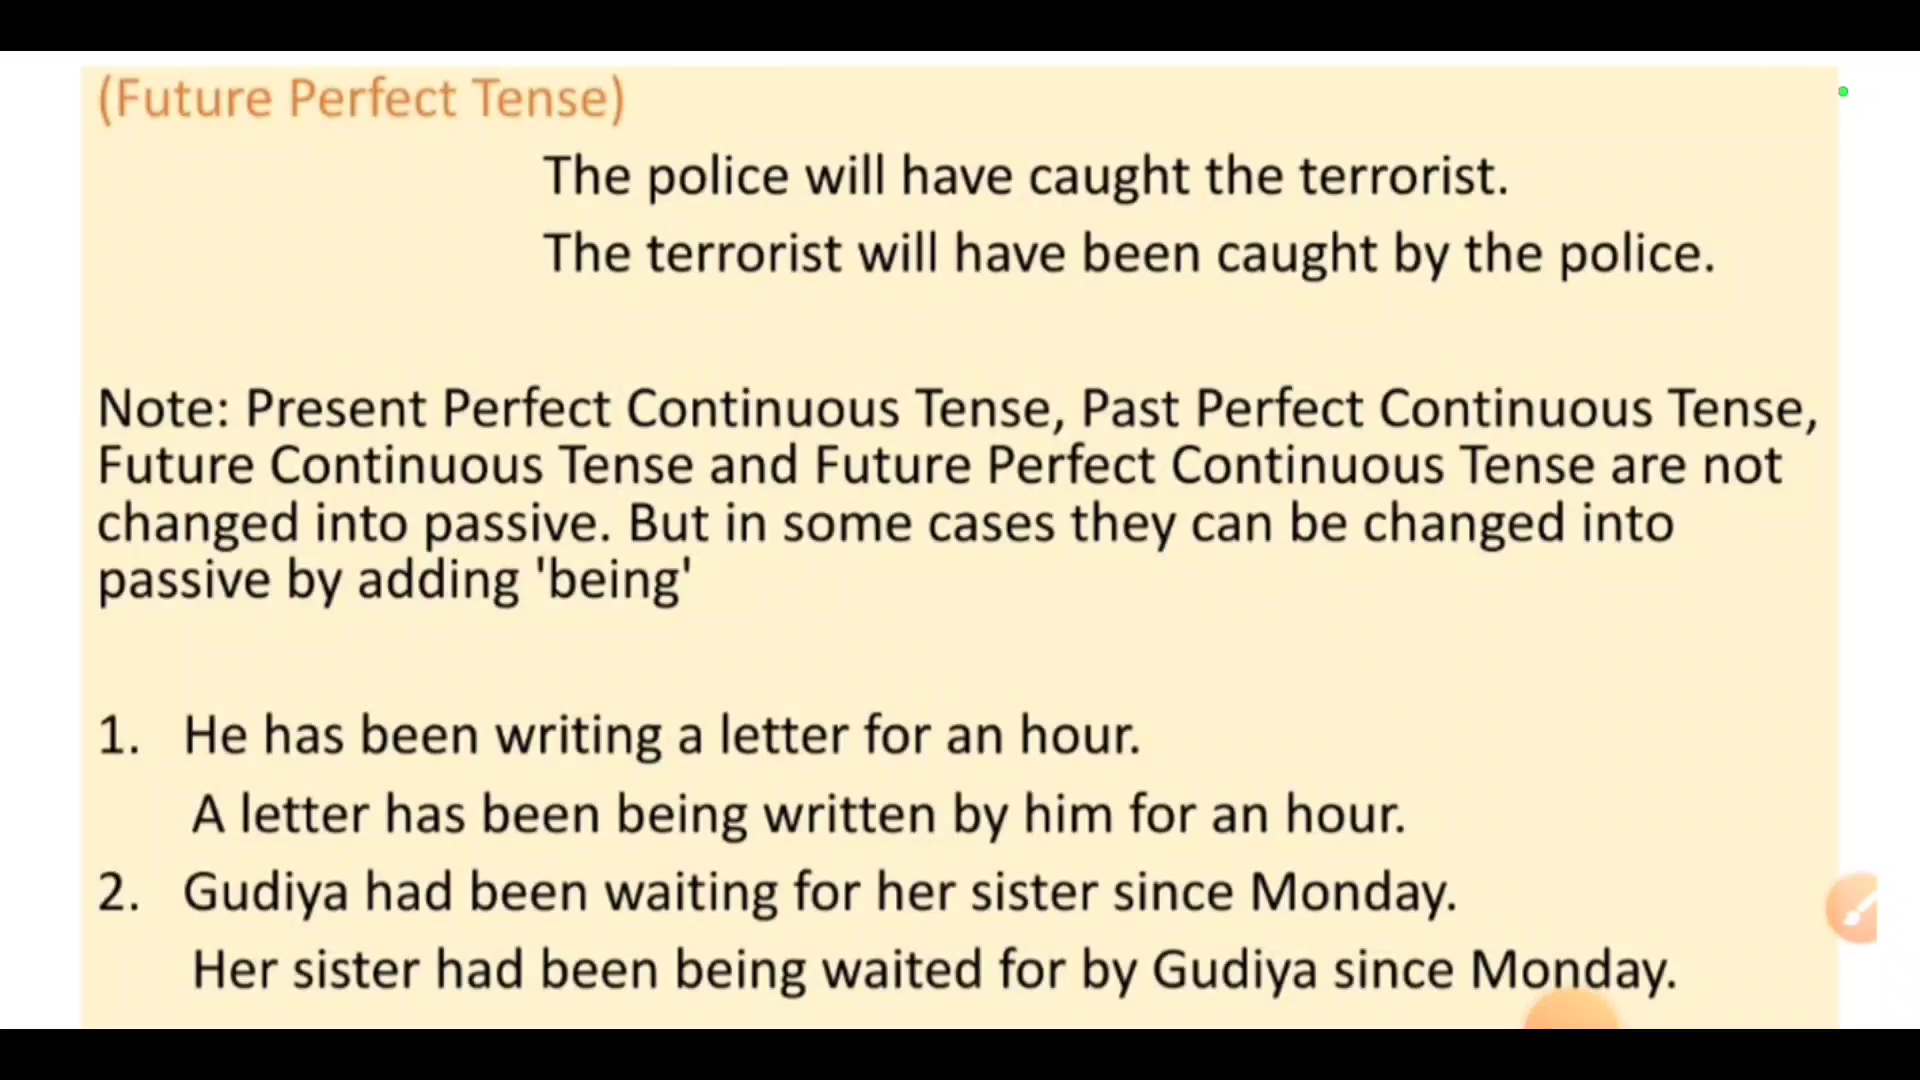 (Future Perfect Tense)
The police will have caught the terrorist.
The terrorist will have been caught by the police.
Note: Present Perfect Continuous Tense, Past Perfect Continuous Tense,
Future Continuous Tense and Future Perfect Continuous Tense are not
changed into passive. But in some cases they can be changed into
passive by adding 'being'
1. He has been writing a letter for an hour.
A letter has been being written by him for an hour.
2. Gudiya had been waiting for her sister since Monday.
Her sister had been being waited for by Gudiya since Monday.